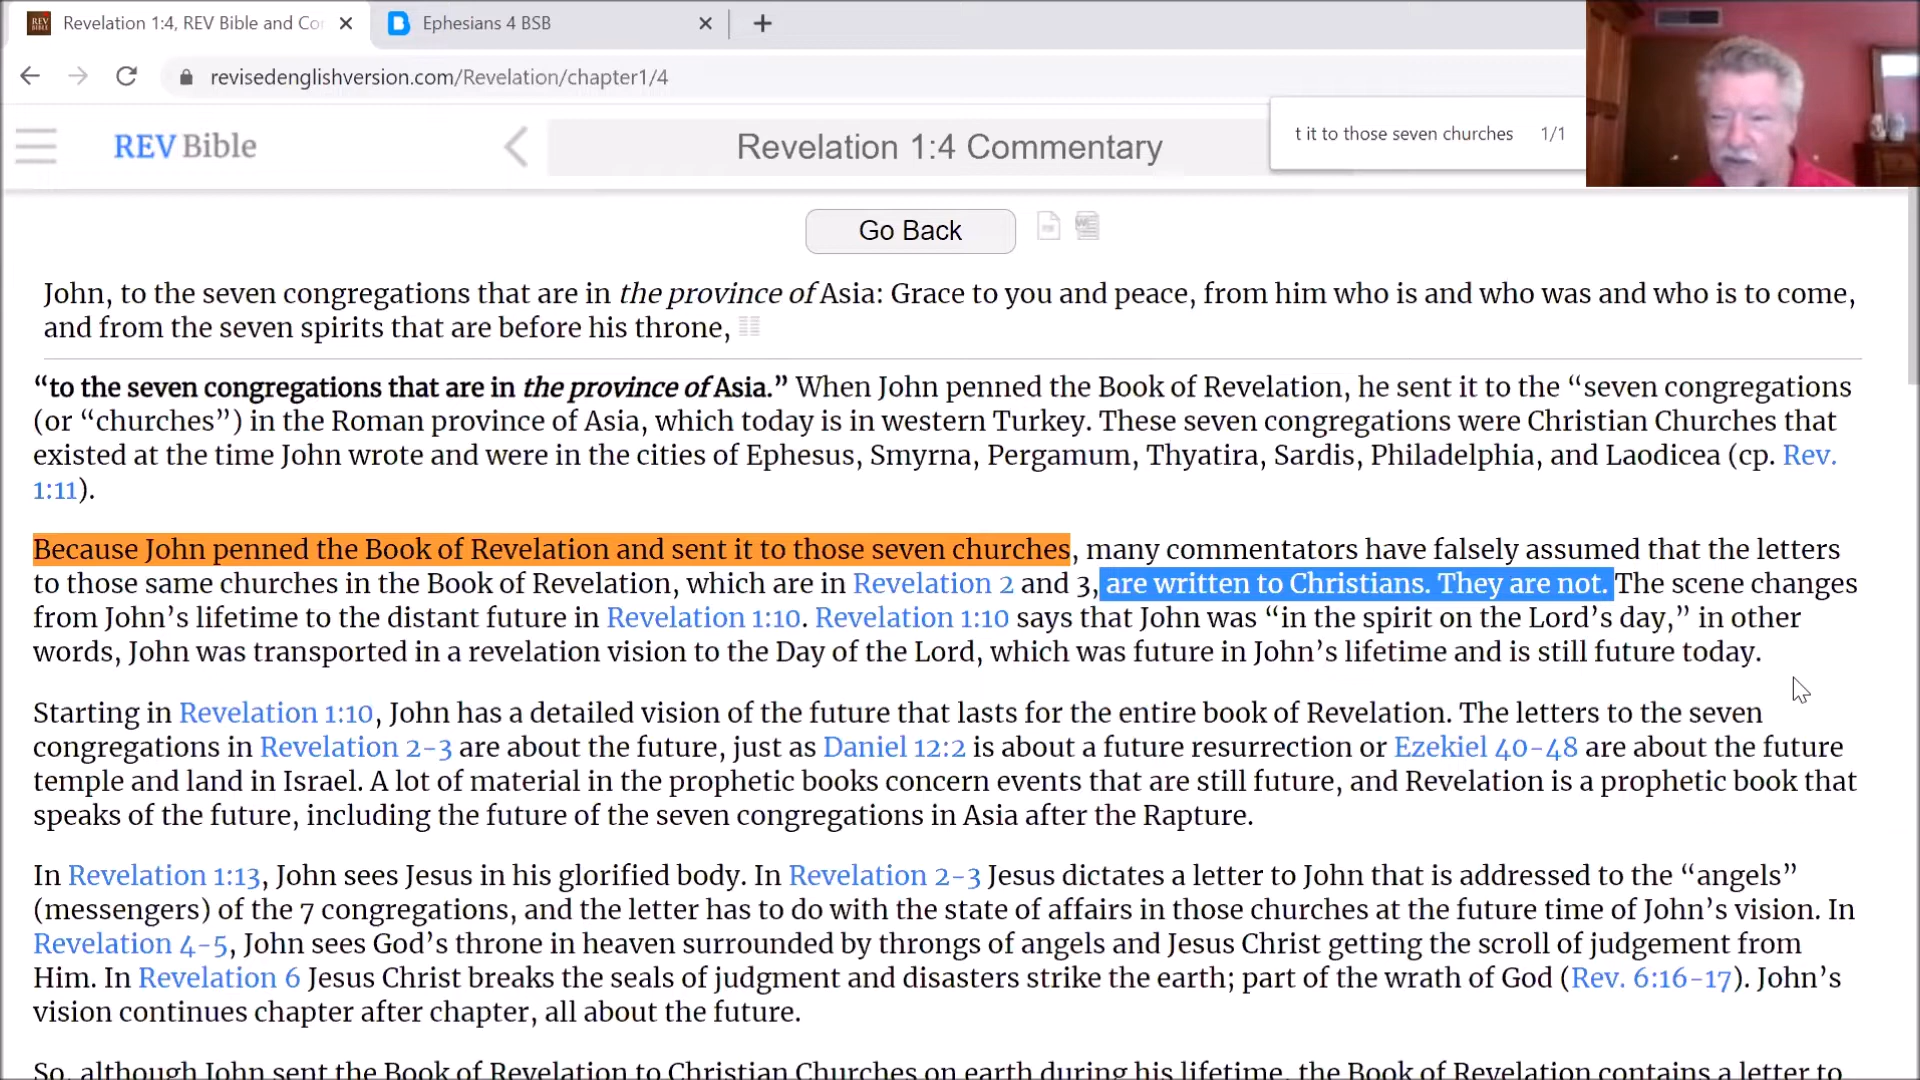 Revelation 1:4, REV Bible and Co
Ephesians 4 BSB
revisedenglishversion.com/Revelation/chapter1/4
REV Bible
Revelation 1:4 Commentary
t it to those seven churches 1/1
Go Back
John, to the seven congregations that are in the province of Asia: Grace to you and peace, from him who is and who was and who is to come,
and from the seven spirits that are before his throne,
“to the seven congregations that are in the province of Asia.” When John penned the Book of Revelation, he sent it to the “seven congregations
(or “churches”) in the Roman province of Asia, which today is in western Turkey. These seven congregations were Christian Churches that
existed at the time John wrote and were in the cities of Ephesus, Smyrna, Pergamum, Thyatira, Sardis, Philadelphia, and Laodicea (cp. Rev.
1:11).
Because John penned the Book of Revelation and sent it to those seven churches, many commentators have falsely assumed that the letters
to those same churches in the Book of Revelation, which are in Revelation 2 and 3, are written to Christians. They are not. The scene changes
from John’s lifetime to the distant future in Revelation 1:10. Revelation 1:10 says that John was “in the spirit on the Lord’s day,” in other
words, John was transported in a revelation vision to the Day of the Lord, which was future in John’s lifetime and is still future today.
Starting in Revelation 1:10, John has a detailed vision of the future that lasts for the entire book of Revelation. The letters to the seven
congregations in Revelation 2-3 are about the future, just as Daniel 12:2 is about a future resurrection or Ezekiel 40-48 are about the future
temple and land in Israel. A lot of material in the prophetic books concern events that are still future, and Revelation is a prophetic book that
speaks of the future, including the future of the seven congregations in Asia after the Rapture.
In Revelation 1:13, John sees Jesus in his glorified body. In Revelation 2-3 Jesus dictates a letter to John that is addressed to the “angels”
(messengers) of the 7 congregations, and the letter has to do with the state of affairs in those churches at the future time of John’s vision. In
Revelation 4-5, John sees God’s throne in heaven surrounded by throngs of angels and Jesus Christ getting the scroll of judgement from
Him. In Revelation 6 Jesus Christ breaks the seals of judgment and disasters strike the earth; part of the wrath of God (Rev. 6:16-17). John’s
vision continues chapter after chapter, all about the future.
So, although John sent the Book of Revelation to Christian Churches on earth during his lifetime, the Book of Revelation contains a letter to